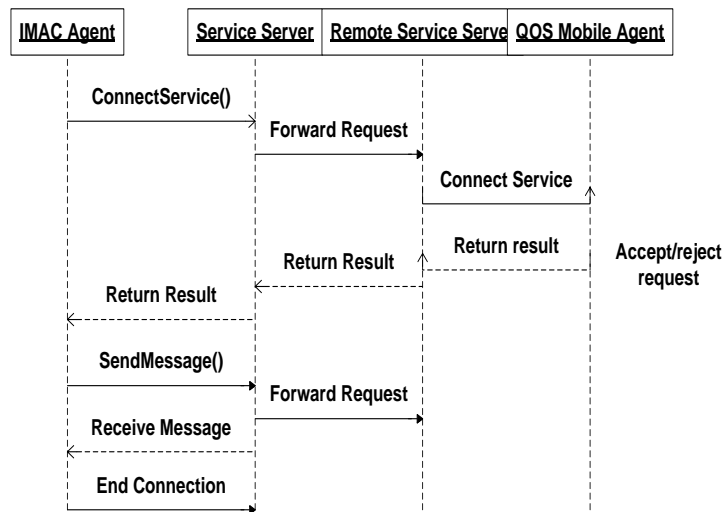 IMAC Agent
Service Server
Remote Service Serve
QOS Mobile Agent
ConnectService()
Forward Request
Connect Service
Return result
Accept/reject
request
Return Result
Return Result
SendMessage()
Forward Request
Receive Message
End Connection